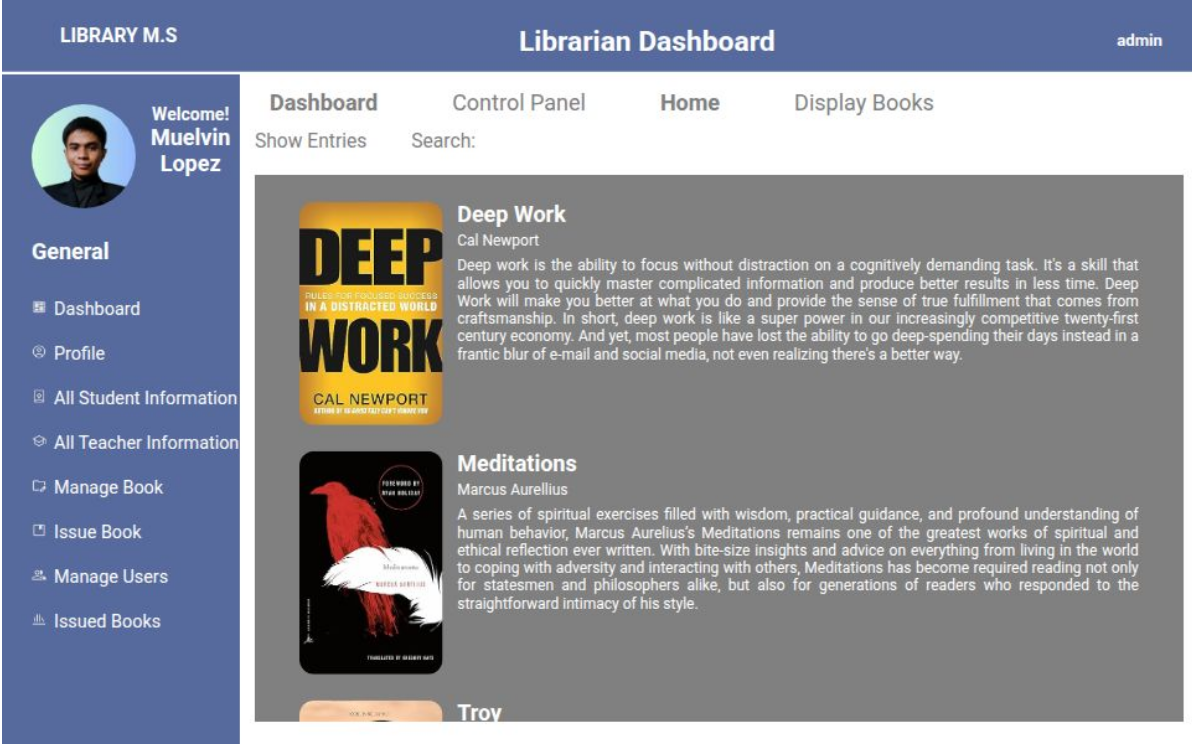 LIBRARY M.S
Librarian Dashboard
admin
Welcome!
Muelvin
Lopez
General
Dashboard
Profile
All Student Information
All Teacher Information
Manage Book
Issue Book
Manage Users
Issued Books
Dashboard Control Panel Home Display Books
Show Entries Search:
DEEP
RULES FOR FOCUSED SUCCESS
IN A DISTRACTED WORLD
WORK
CAL NEWPORT
Deep Work
Cal Newport
Deep work is the ability to focus without distraction on a cognitively demanding task. It's a skill that
allows you to quickly master complicated information and produce better results in less time. Deep
Work will make you better at what you do and provide the sense of true fulfillment that comes from
craftsmanship. In short, deep work is like a super power in our increasingly competitive twenty-first
century economy. And yet, most people have lost the ability to go deep-spending their days instead in a
frantic blur of e-mail and social media, not even realizing there's a better way.
FOREWORD BY
RYAN HOLIDAY
Meditations
MARCUS AURELIUS
TRANSLATED BY GREGORY HAYS
Meditations
Marcus Aurellius
A series of spiritual exercises filled with wisdom, practical guidance, and profound understanding of
human behavior, Marcus Aurelius's Meditations remains one of the greatest works of spiritual and
ethical reflection ever written. With bite-size insights and advice on everything from living in the world
to coping with adversity and interacting with others, Meditations has become required reading not only
for statesmen and philosophers alike, but also for generations of readers who responded to the
straightforward intimacy of his style.
Troy